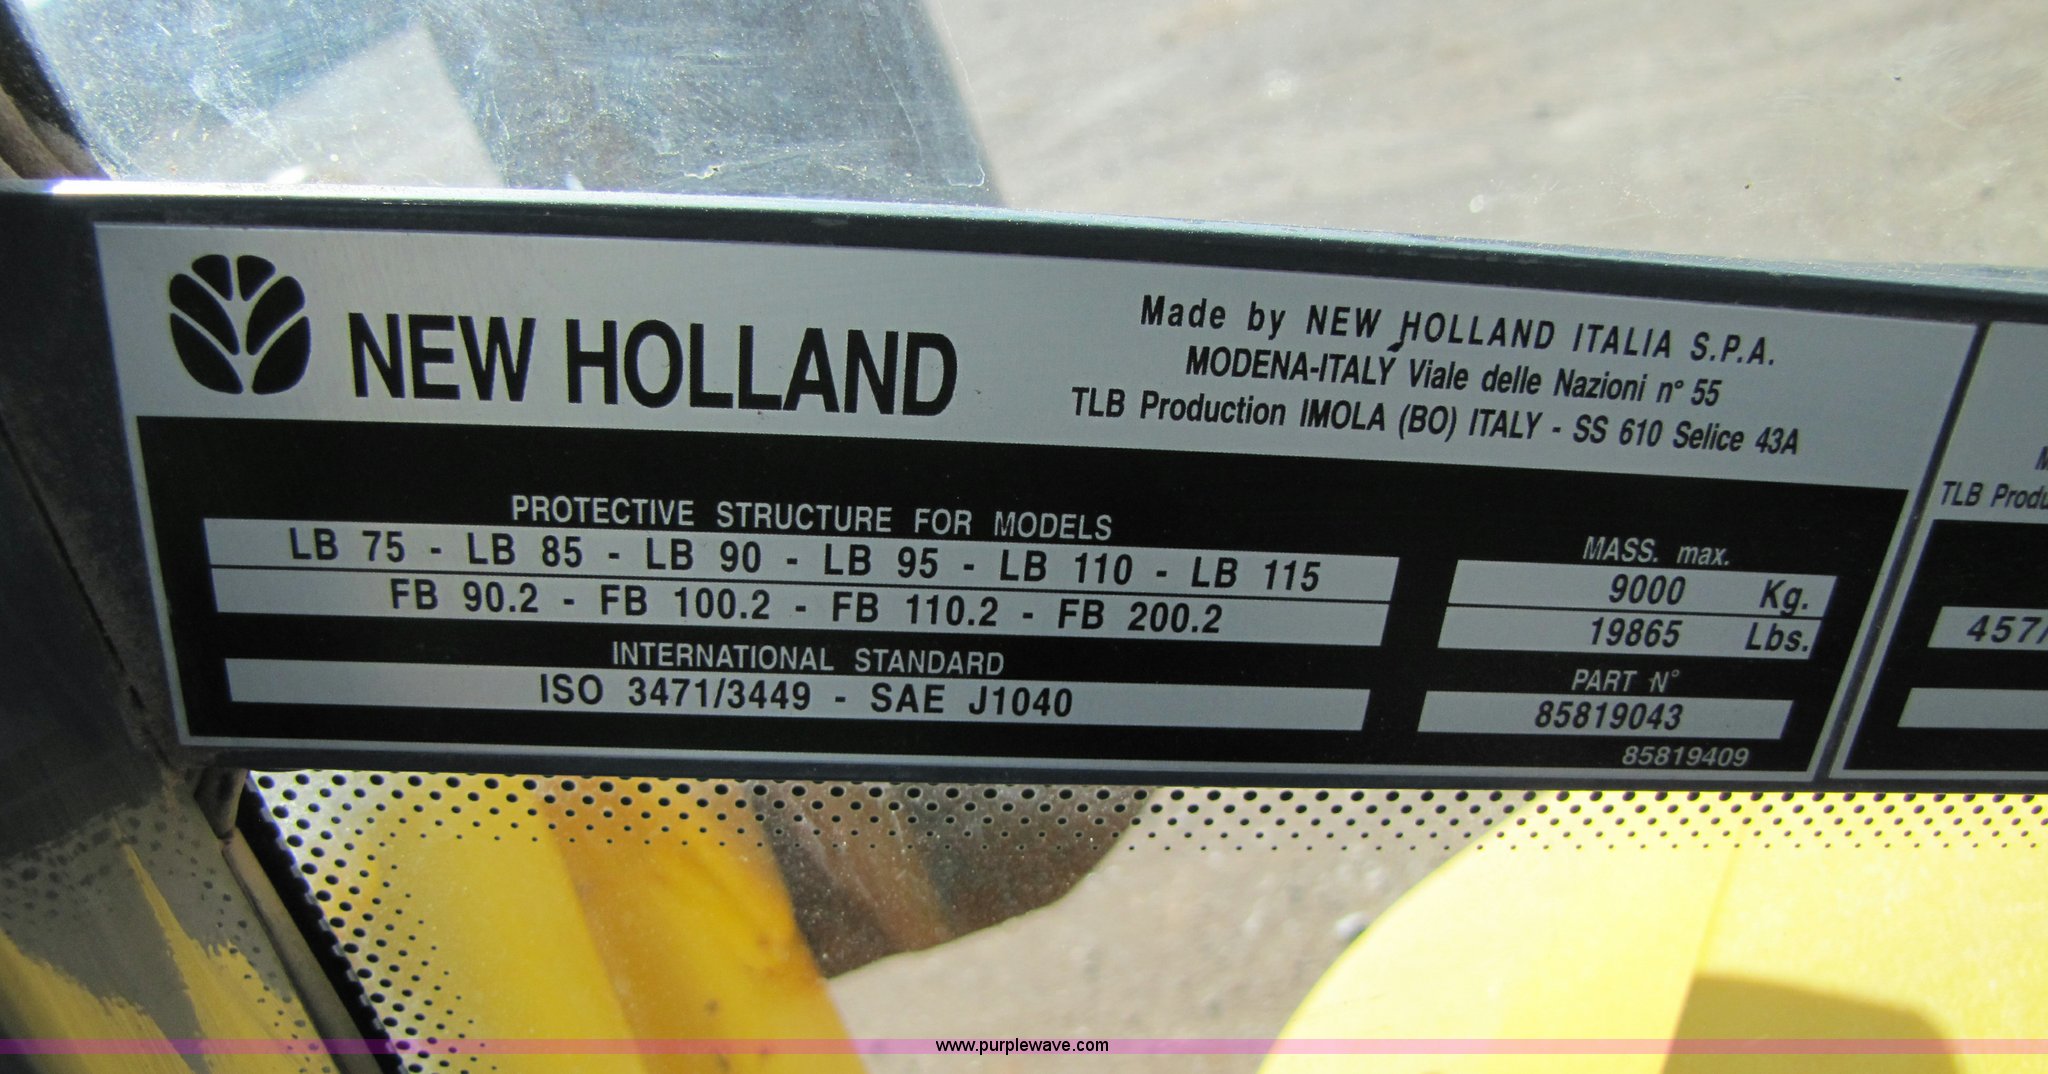 NEW HOLLAND
Made by NEW HOLLAND ITALIA S.P.A.
MODENA-ITALY Viale delle Nazioni n° 55
TLB Production IMOLA (BO) ITALY - SS 610 Selice 43A
PROTECTIVE STRUCTURE FOR MODELS
LB 75 - LB 85 - LB 90 - LB 95 - LB 110 - LB 115
FB 90.2 - FB 100.2 - FB 110.2 - FB 200.2
MASS. max.
9000 Kg.
19865 Lbs.
INTERNATIONAL STANDARD
ISO 3471/3449 - SAE J1040
PART N°
85819043
85819409
TLB
457/
www.purplewave.com